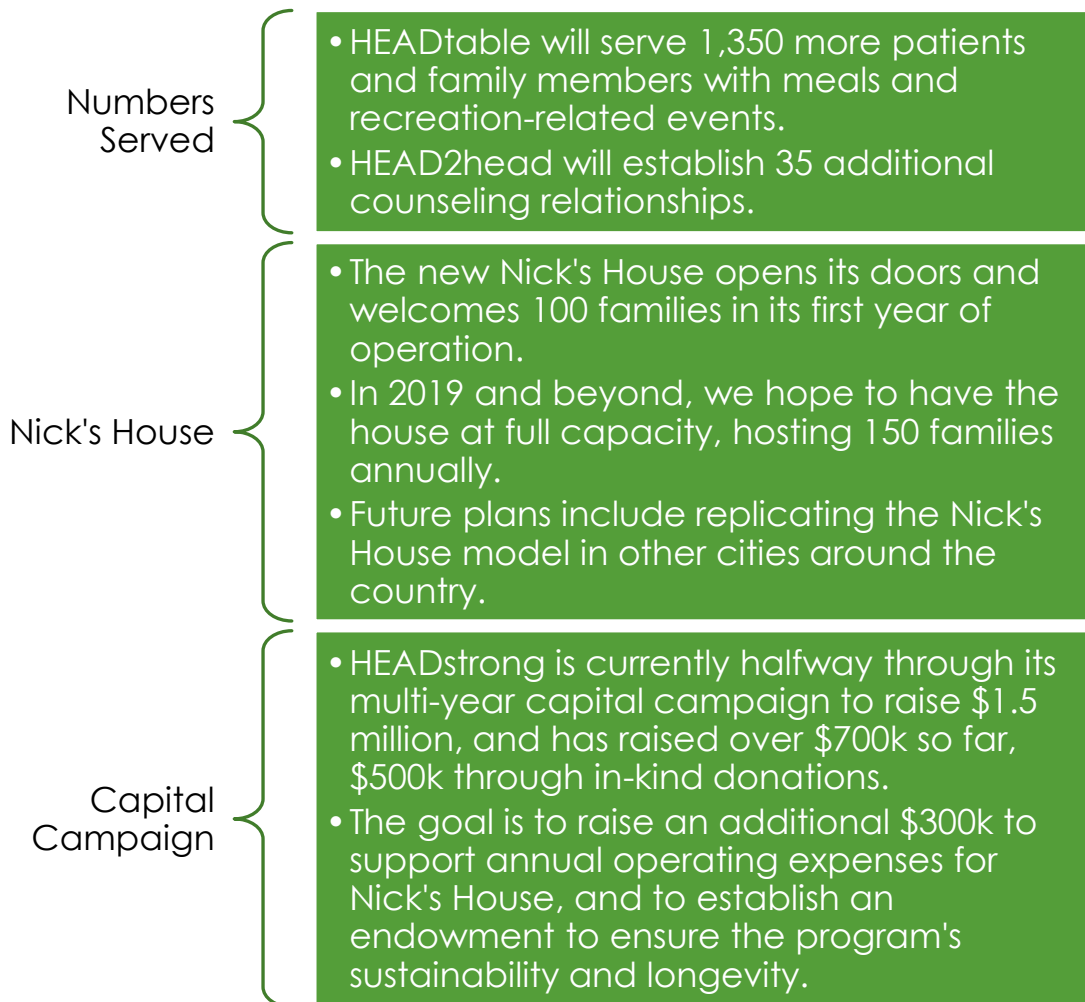 Numbers
Served
• HEADtable will serve 1,350 more patients
and family members with meals and
recreation-related events.
• HEAD2head will establish 35 additional
counseling relationships.
Nick's House
• The new Nick's House opens its doors and
welcomes 100 families in its first year of
operation.
• In 2019 and beyond, we hope to have the
house at full capacity, hosting 150 families
annually.
• Future plans include replicating the Nick's
House model in other cities around the
country.
Capital
Campaign
• HEADstrong is currently halfway through its
multi-year capital campaign to raise $1.5
million, and has raised over $700k so far,
$500k through in-kind donations.
• The goal is to raise an additional $300k to
support annual operating expenses for
Nick's House, and to establish an
endowment to ensure the program's
sustainability and longevity.